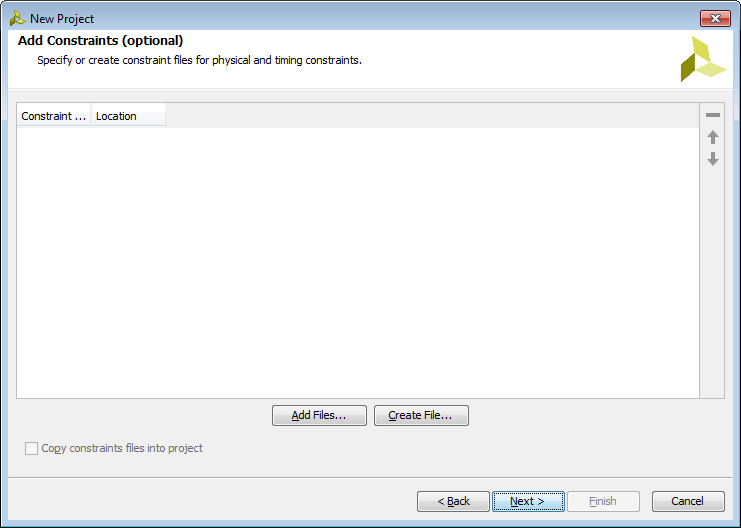 New Project
Add Constraints (optional)
Specify or create constraint files for physical and timing constraints.
Constraint ... Location
Add Files... Create File...
Copy constraints files into project
< Back Next > Finish Cancel